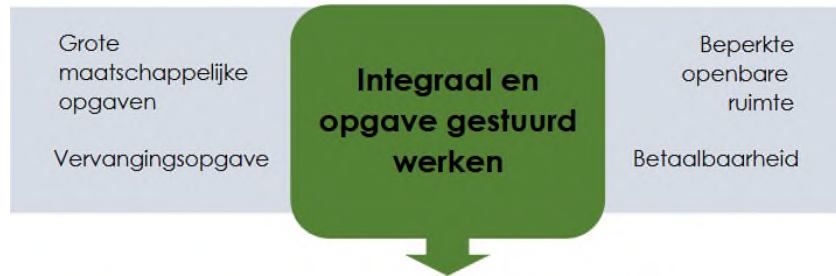 Grote
maatschappelijke
opgaven
Vervangingsopgave
Integraal en
opgave gestuurd
werken
Beperkte
openbare
ruimte
Betaalbaarheid